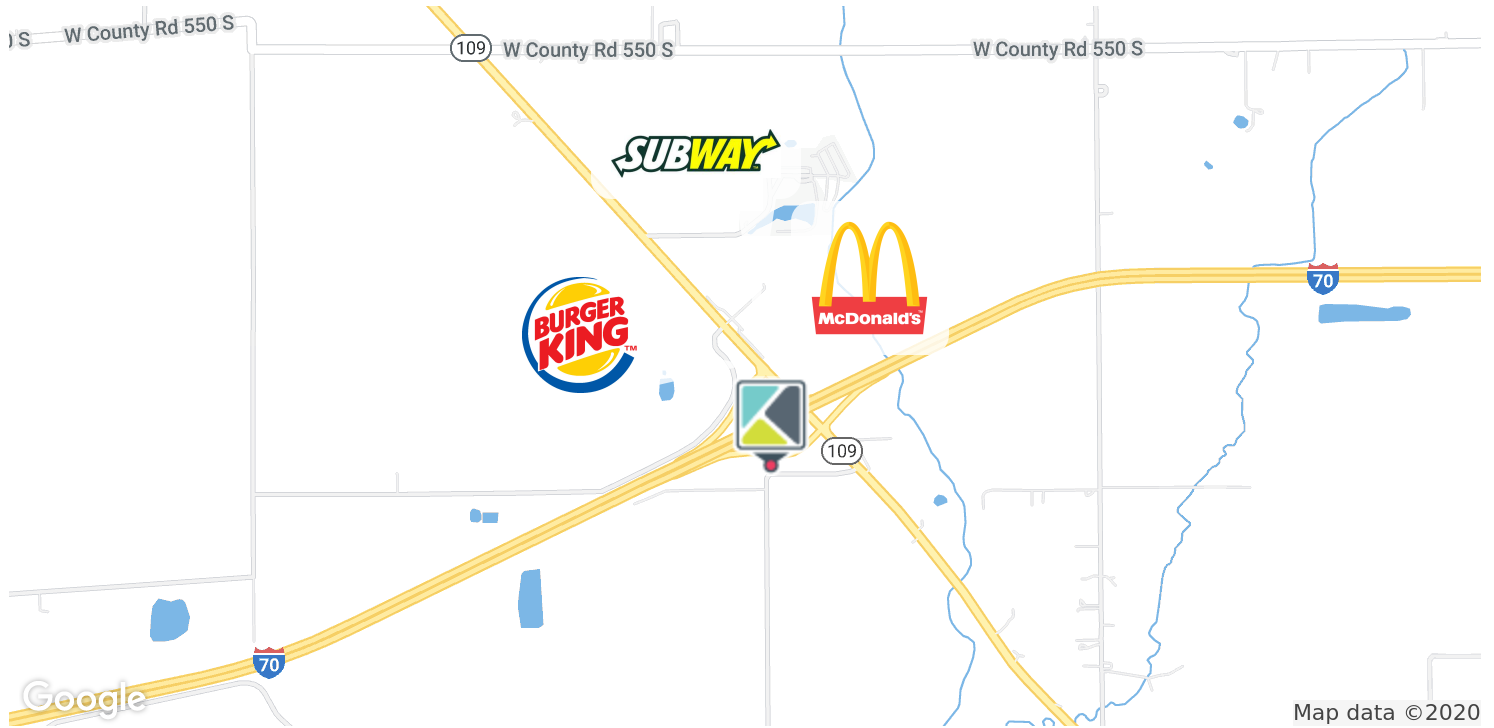 ) S
W County Rd 550 S
109
W County Rd 550 S
W County Rd 550 S
SUBWAY
70
McDonald's
BURGER
KING™
109
70
Google
Map data ©2020